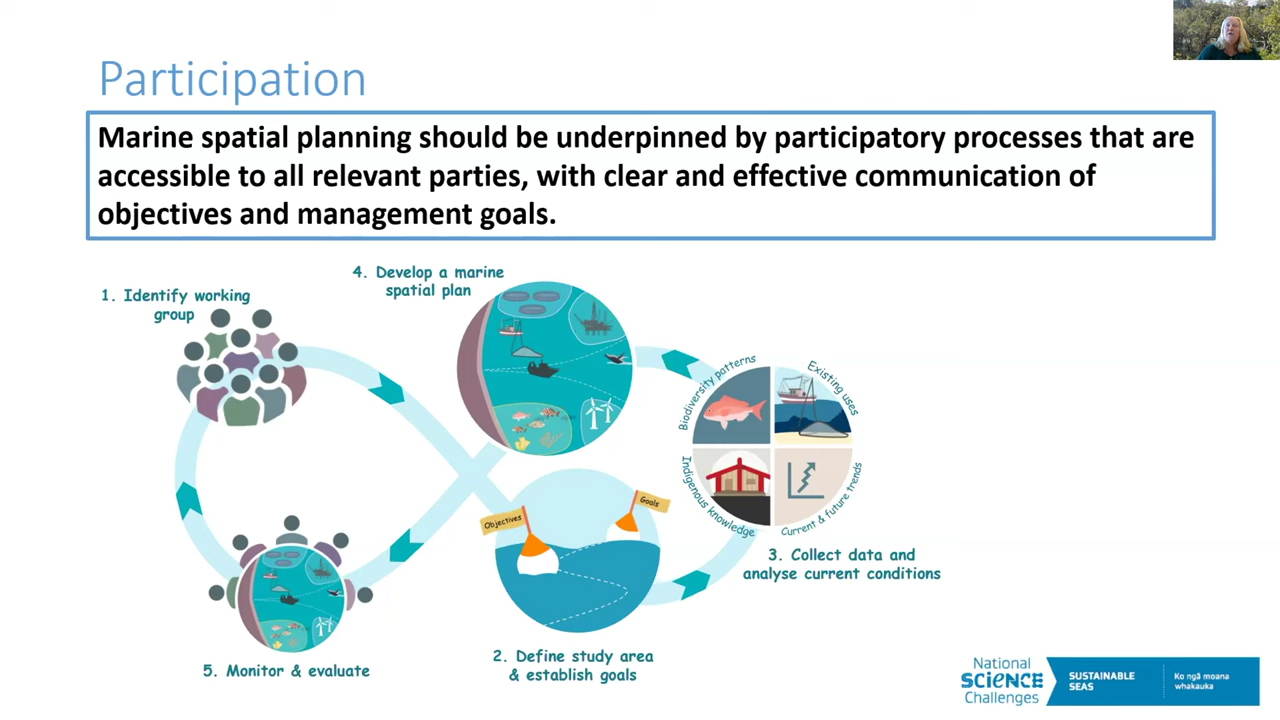 Participation
Marine spatial planning should be underpinned by participatory processes that are
accessible to all relevant parties, with clear and effective communication of
objectives and management goals.
1. Identify working
group
4. Develop a marine
spatial plan
Biodiversity patterns
Existing uses
Indigenous knowledge
Current & future trends
Objectives
Goals
3. Collect data and
analyse current conditions
2. Define study area
& establish goals
5. Monitor & evaluate
National
SCIENCE
Challenges
SUSTAINABLE
SEAS
Ko ngā moana
whakauka